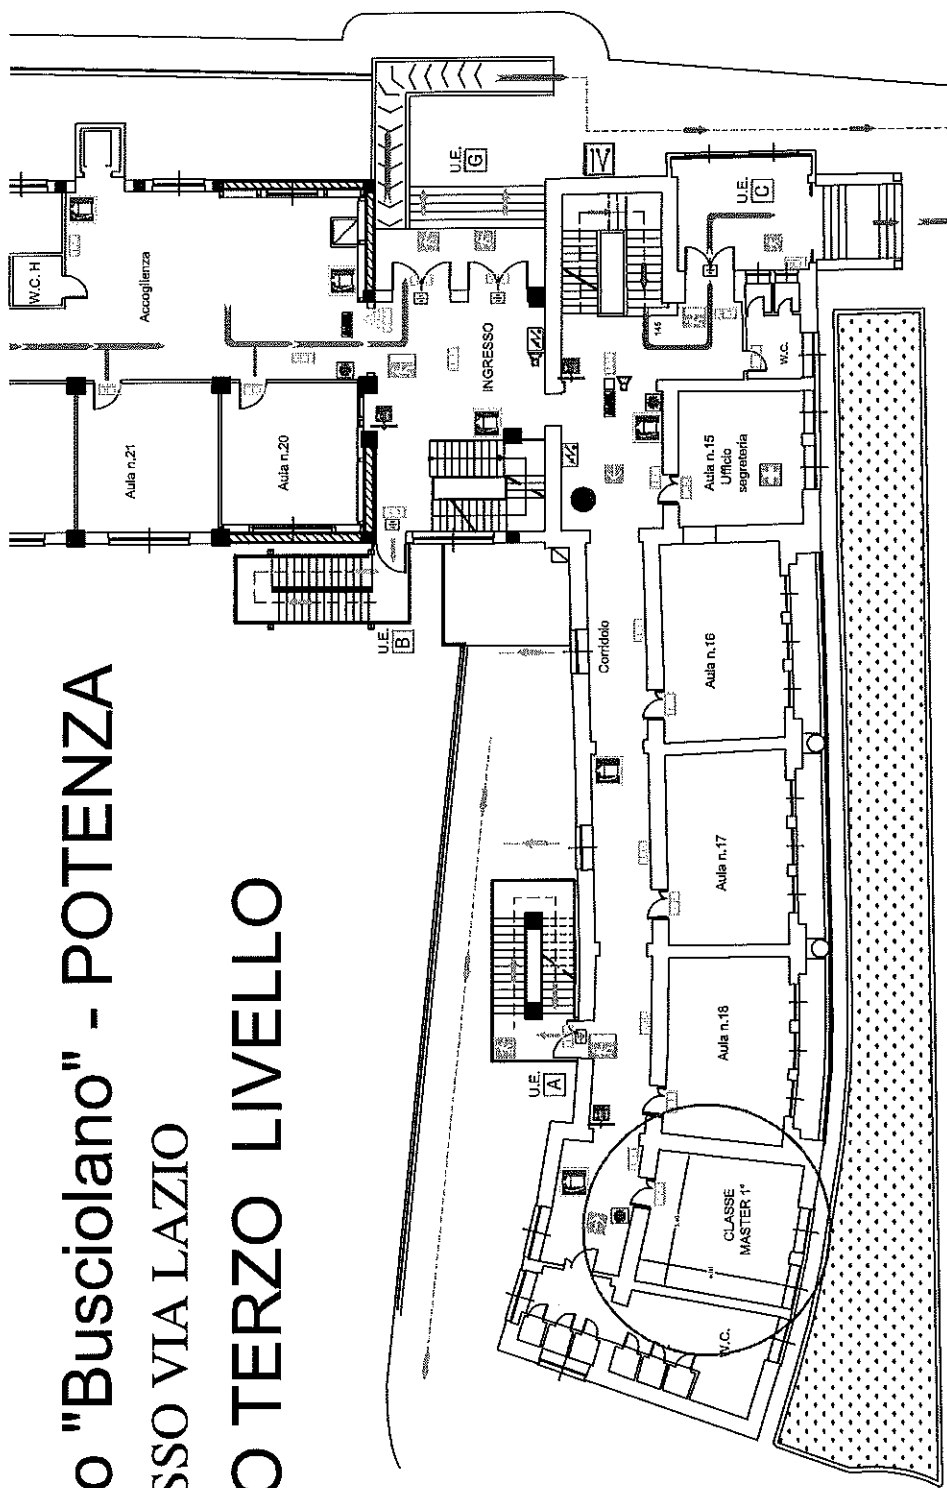 o "Busciolano" - POTENZA
SSO VIA LAZIO
O TERZO LIVELLO
W.C. H
Accoglienza
Aula n.21
Aula n.20
U.E.
B
INGRESSO
U.E.
G
IV
U.E.
C
145
W.C.
Aula n.15
Ufficio
segreteria
Corridoio
Aula n.16
Aula n.17
Aula n.18
U.E.
A
CLASSE
MASTER 1°
W.C.